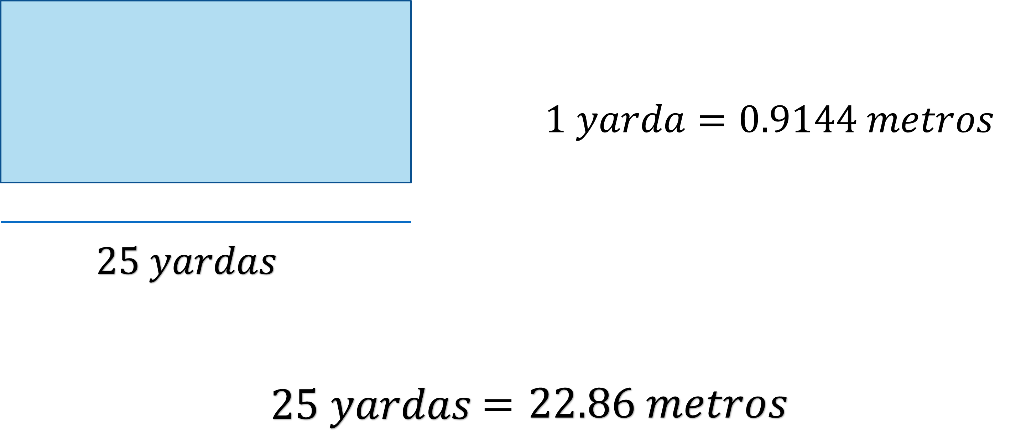 1 yarda = 0.9144 metros
25 yardas
25 yardas = 22.86 metros